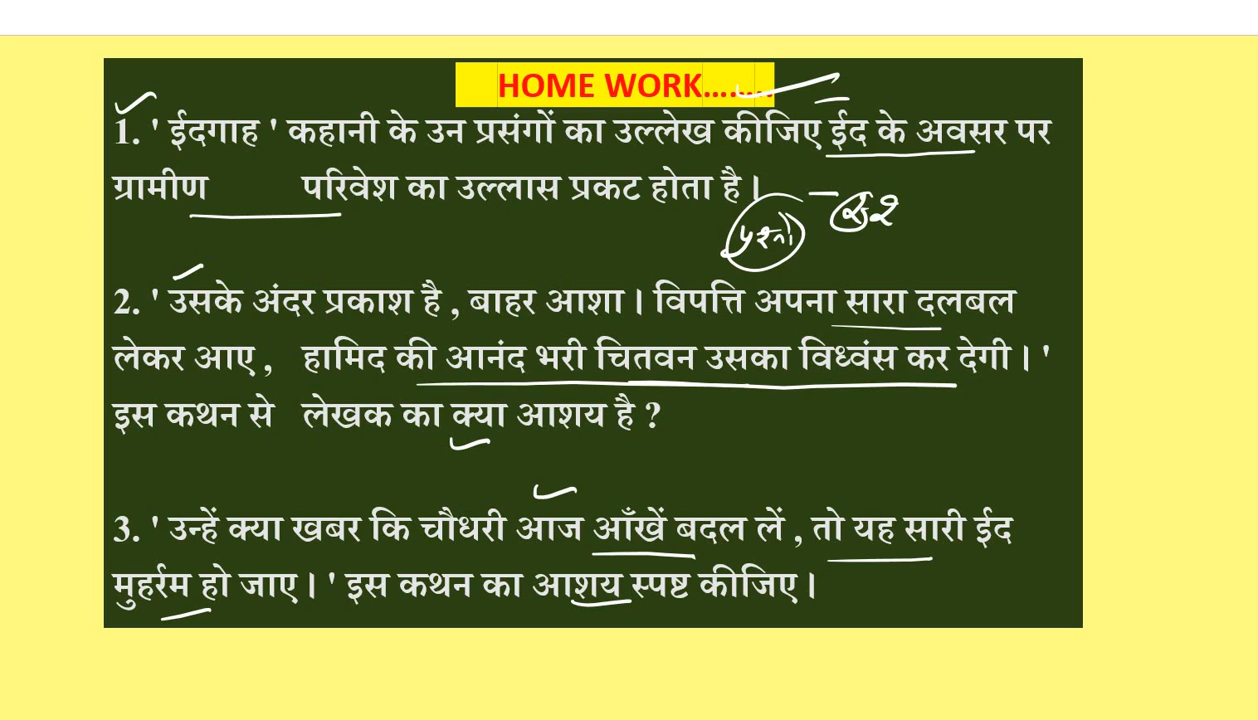 HOME WORK........
1. ' ईदगाह ' कहानी के उन प्रसंगों का उल्लेख कीजिए ईद के अवसर पर
ग्रामीण परिवेश का उल्लास प्रकट होता है।
2. ' उसके अंदर प्रकाश है , बाहर आशा । विपत्ति अपना सारा दलबल
लेकर आए , हामिद की आनंद भरी चितवन उसका विध्वंस कर देगी । '
इस कथन से लेखक का क्या आशय है ?
3. ' उन्हें क्या खबर कि चौधरी आज आँखें बदल लें , तो यह सारी ईद
मुहर्रम हो जाए । ' इस कथन का आशय स्पष्ट कीजिए ।